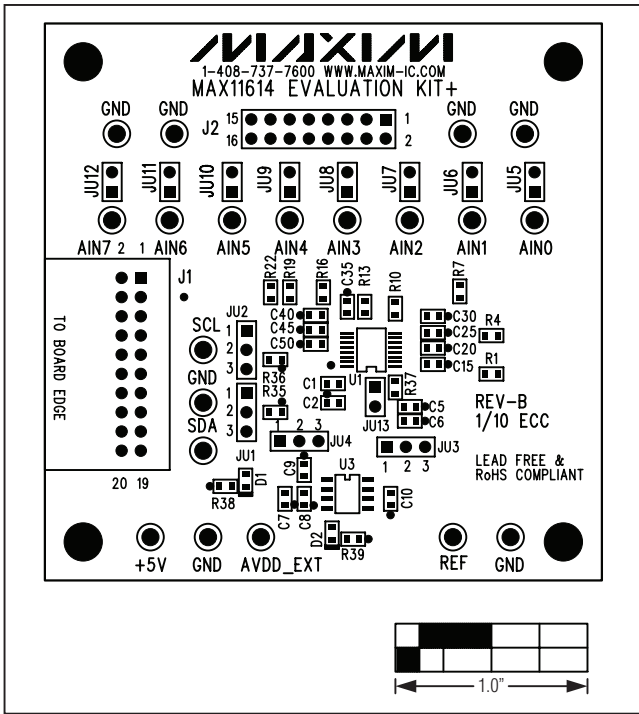 MAXIM
1-408-737-7600 WWW.MAXIM-IC.COM
MAX11614 EVALUATION KIT+
GND
GND
GND
GND
J2
15
16
1
2
JU12
JU11
JU10
JU9
JU8
JU7
JU6
JU5
AIN7
AIN6
AIN5
AIN4
AIN3
AIN2
AIN1
AIN0
2 1
J1
TO BOARD EDGE
20 19
R22
R19
R16
C35
R13
R10
R7
C40
C45
C50
C30
C25
C20
C15
R4
R1
SCL
GND
SDA
JU2
1
2
3
1
2
3
JU1
R36
R35
C1
C2
U1
JU13
R37
C5
C6
REV-B
1/10 ECC
1 2 3
JU4
JU3
1 2 3
LEAD FREE &
RoHS COMPLIANT
R38
D1
C9
C7
C8
U3
C10
D2
R39
+5V
GND
AVDD_EXT
REF
GND
1.0"